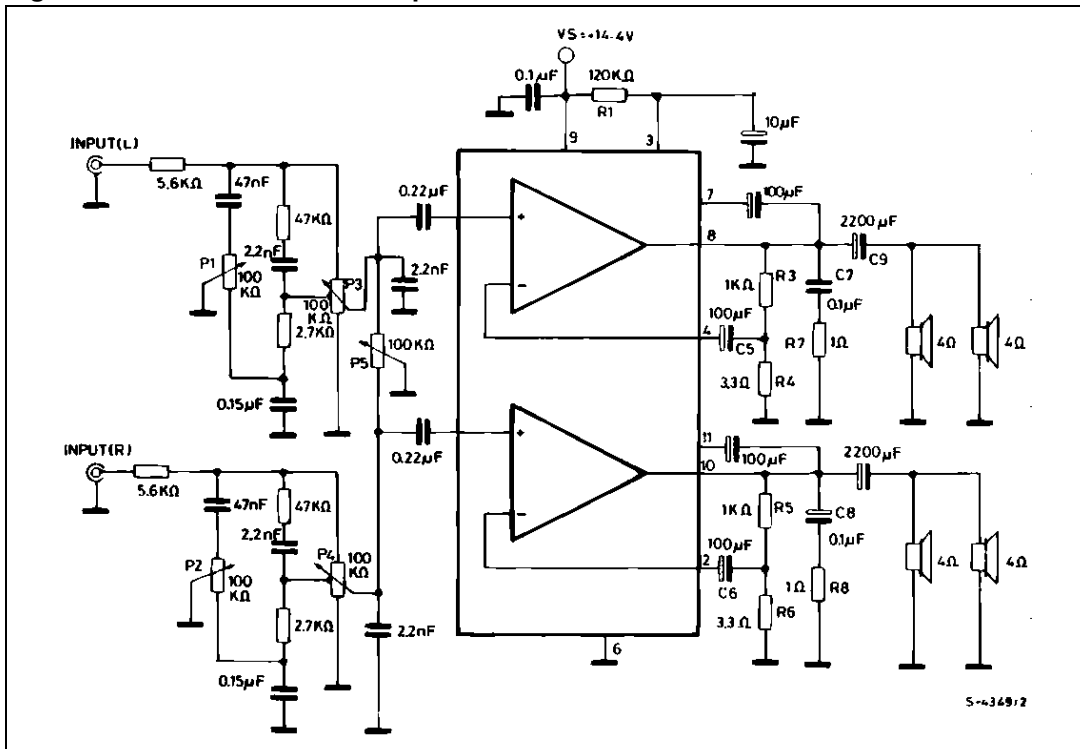 VS=+14.4V
0.1µF
120KΩ
R1
10µF
9
3
INPUT(L)
5.6KΩ
47nF
47KΩ
2.2nF
P1
100
KΩ
P3
100
KΩ
2.7KΩ
0.15µF
0.22µF
2.2nF
100KΩ
P5
0.22µF
+
−
7
100µF
8
2200µF
C9
R3
1KΩ
C7
0.1µF
100µF
4
C5
R7
1Ω
3.3Ω
R4
4Ω
4Ω
INPUT(R)
5.6KΩ
47nF
47KΩ
2.2nF
P2
100
KΩ
P4
100
KΩ
2.7KΩ
2.2nF
0.15µF
+
−
11
100µF
10
2200µF
1KΩ
R5
C8
0.1µF
100µF
2
C6
1Ω
R8
3.3Ω
R6
4Ω
4Ω
6
S-4349/2